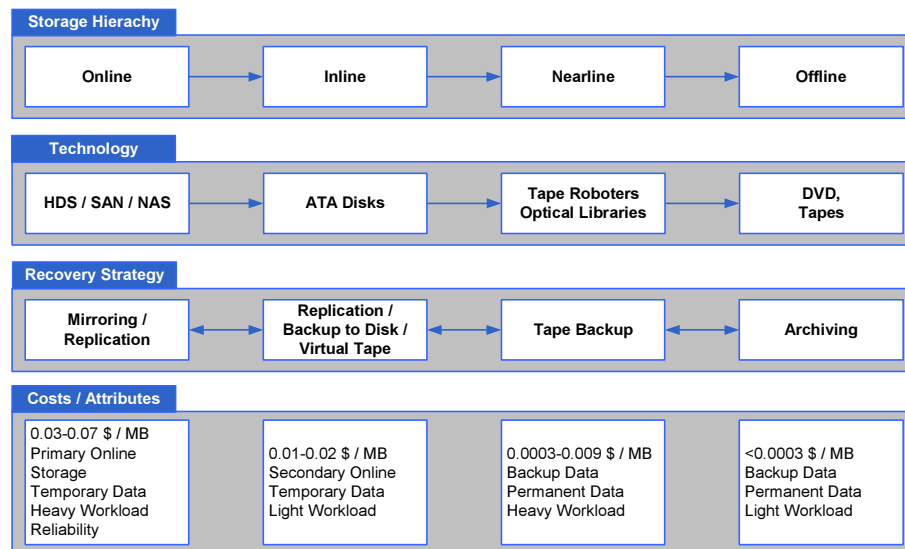 Storage Hierachy
Online
Inline
Nearline
Offline
Technology
HDS / SAN / NAS
ATA Disks
Tape Roboters
Optical Libraries
DVD,
Tapes
Recovery Strategy
Mirroring /
Replication
Replication /
Backup to Disk /
Virtual Tape
Tape Backup
Archiving
Costs / Attributes
0.03-0.07 $ / MB
Primary Online
Storage
Temporary Data
Heavy Workload
Reliability
0.01-0.02 $ / MB
Secondary Online
Temporary Data
Light Workload
0.0003-0.009 $ / MB
Backup Data
Permanent Data
Heavy Workload
<0.0003 $ / MB
Backup Data
Permanent Data
Light Workload